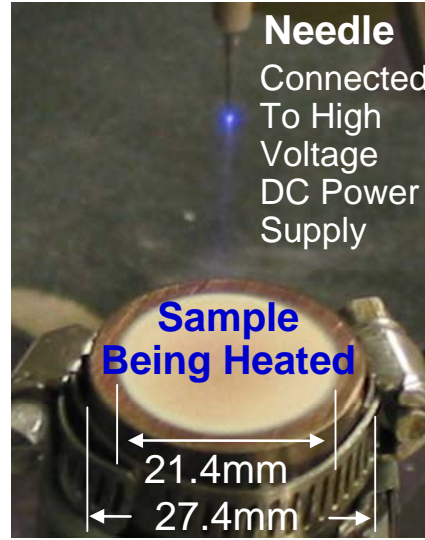 Needle
Connected
To High
Voltage
DC Power
Supply
Sample
Being Heated
21.4mm
27.4mm